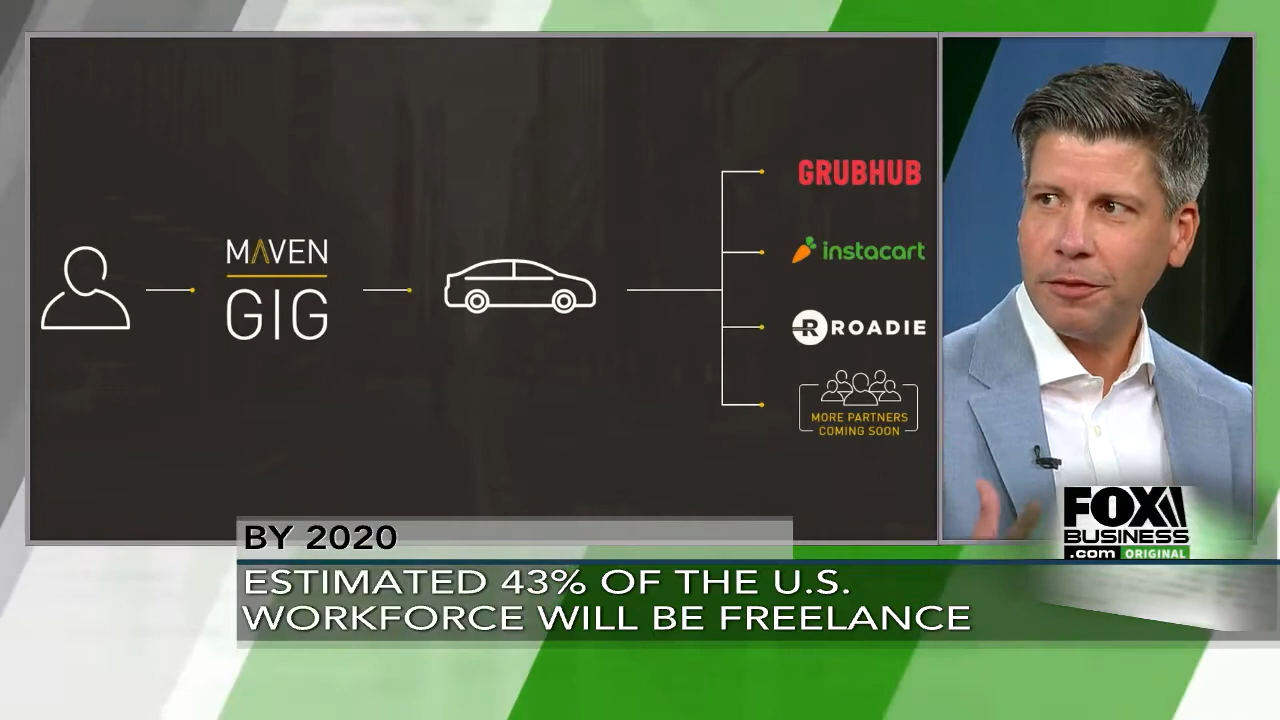 GRUBHUB
MAVEN
GIG
instacart
R ROADIE
MORE PARTNERS
COMING SOON
FOX
BUSINESS
.com ORIGINAL
BY 2020
ESTIMATED 43% OF THE U.S.
WORKFORCE WILL BE FREELANCE